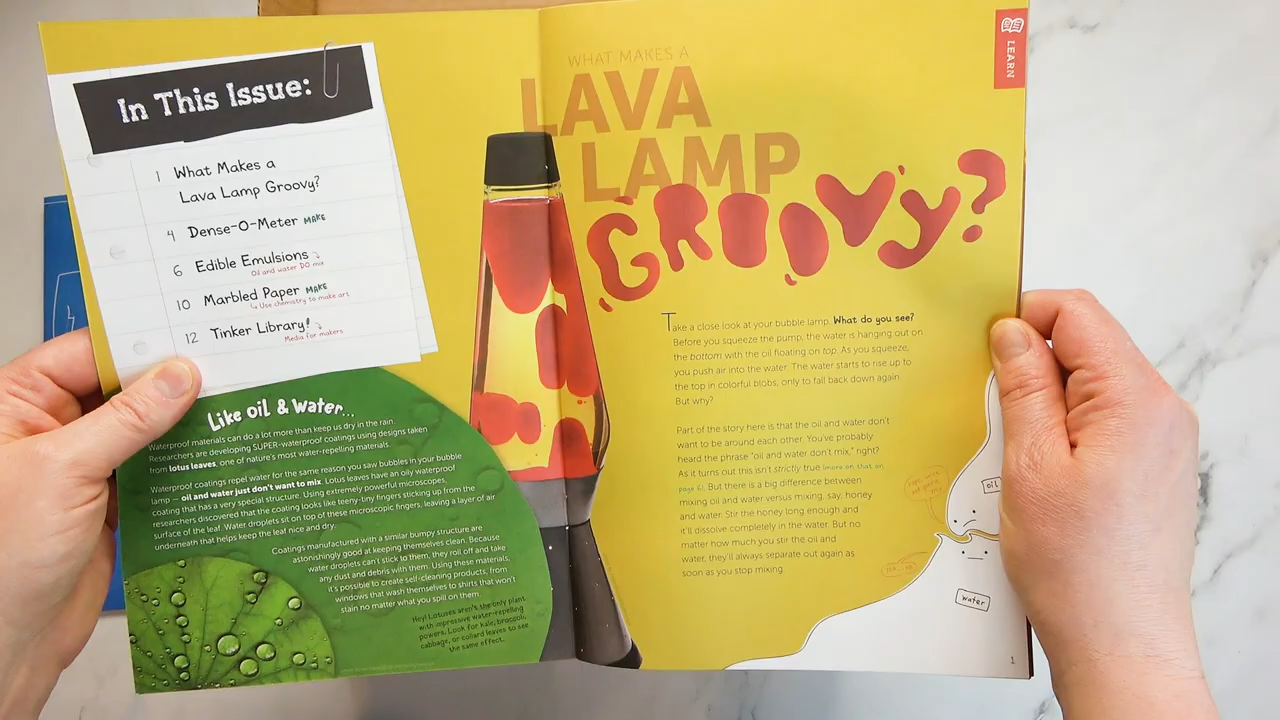 In This Issue:
1 What Makes a
Lava Lamp Groovy?
4 Dense-O-Meter MAKE
6 Edible Emulsions
Oil and water DO mix
10 Marbled Paper MAKE
Use chemistry to make art
12 Tinker Library!
Media for makers
Like oil & water...
Waterproof materials can do a lot more than keep us dry in the rain.
Researchers are developing SUPER-waterproof coatings using designs taken
from lotus leaves, one of nature's most water-repelling materials.
Waterproof coatings repel water for the same reason you saw bubbles in your bubble
lamp — oil and water just don't want to mix. Lotus leaves have an oily waterproof
coating that has a very special structure. Using extremely powerful microscopes,
researchers discovered that the coating looks like teeny-tiny fingers sticking up from the
surface of the leaf. Water droplets sit on top of these microscopic fingers, leaving a layer of air
underneath that helps keep the leaf nice and dry.
Coatings manufactured with a similar bumpy structure are
astonishingly good at keeping themselves clean. Because
water droplets can't stick to them, they roll off and take
any dust and debris with them. Using these materials,
it's possible to create self-cleaning products, from
windows that wash themselves to shirts that won't
stain no matter what you spill on them.
Hey! Lotuses aren't the only plant
with impressive water-repelling
powers. Look for kale, broccoli,
cabbage, or collard leaves to see
the same effect.
LEARN
WHAT MAKES A
LAVA
LAMP
GROOVY?
Take a close look at your bubble lamp. What do you see?
Before you squeeze the pump, the water is hanging out on
the bottom with the oil floating on top. As you squeeze,
you push air into the water. The water starts to rise up to
the top in colorful blobs, only to fall back down again.
But why?
Part of the story here is that the oil and water don't
want to be around each other. You've probably
heard the phrase "oil and water don't mix," right?
As it turns out this isn't strictly true (more on that on
page 6). But there is a big difference between
mixing oil and water versus mixing, say, honey
and water. Stir the honey long enough and
it'll dissolve completely in the water. But no
matter how much you stir the oil and
water, they'll always separate out again as
soon as you stop mixing.
oil
water
1